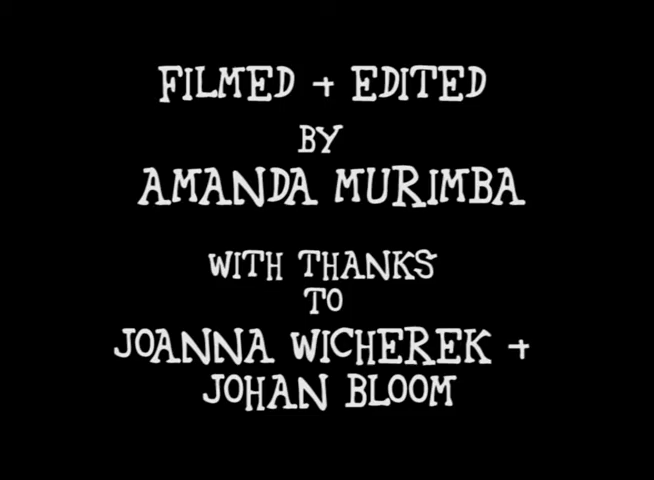 FILMED + EDITED
BY
AMANDA MURIMBA
WITH THANKS
TO
JOANNA WICHEREK +
JOHAN BLOOM